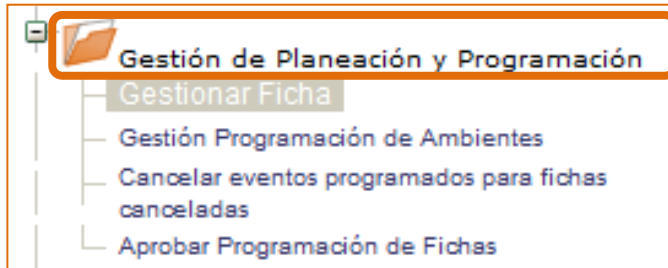 Gestión de Planeación y Programación
Gestionar Ficha
Gestión Programación de Ambientes
Cancelar eventos programados para fichas
canceladas
Aprobar Programación de Fichas